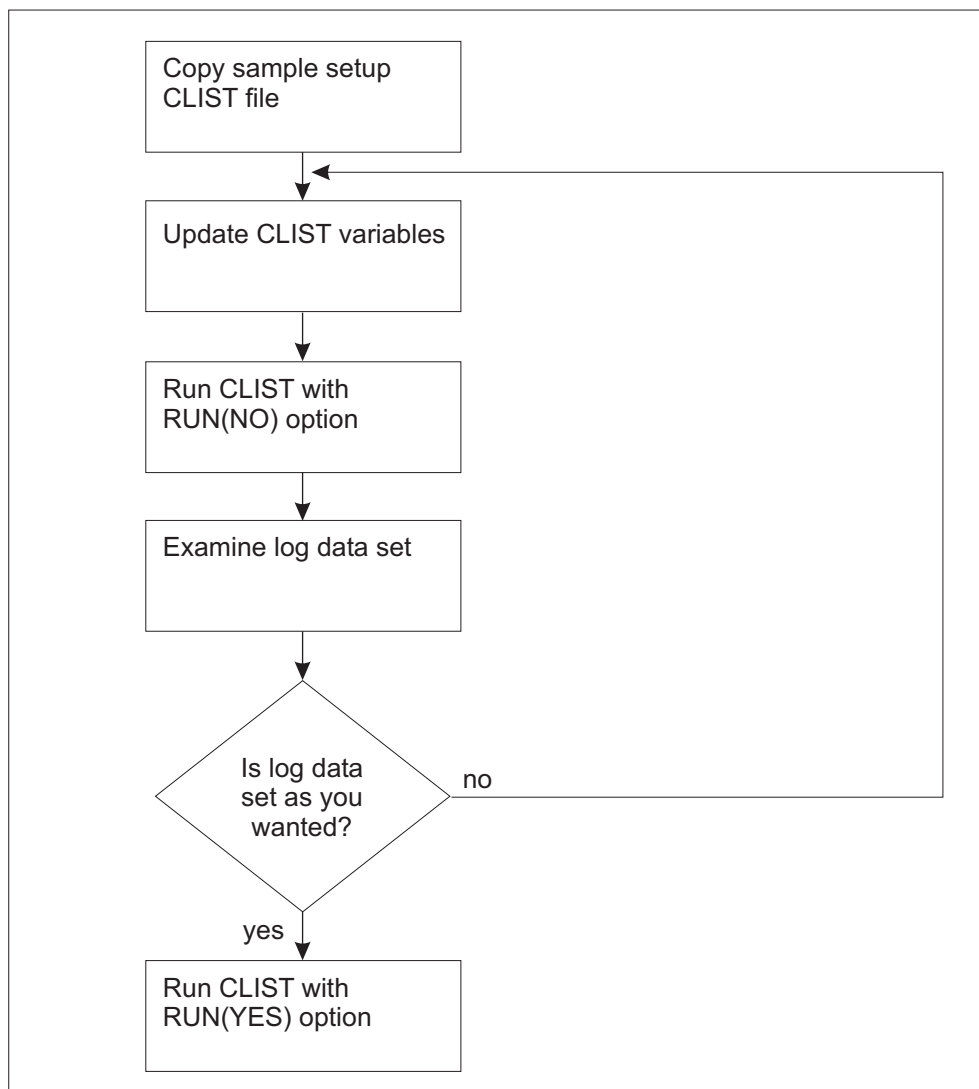 Copy sample setup
CLIST file
Update CLIST variables
Run CLIST with
RUN(NO) option
Examine log data set
Is log data
set as you
wanted?
no
yes
Run CLIST with
RUN(YES) option